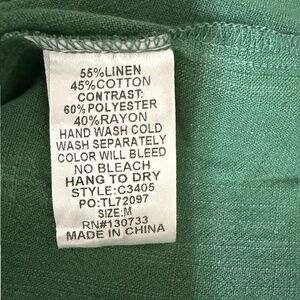 55%LINEN
45%COTTON
CONTRAST:
60%POLYESTER
40%RAYON
HAND WASH COLD
WASH SEPARATELY
COLOR WILL BLEED
NO BLEACH
HANG TO DRY
STYLE:C3405
PO:TL72097
SIZE:M
RN#130733
MADE IN CHINA